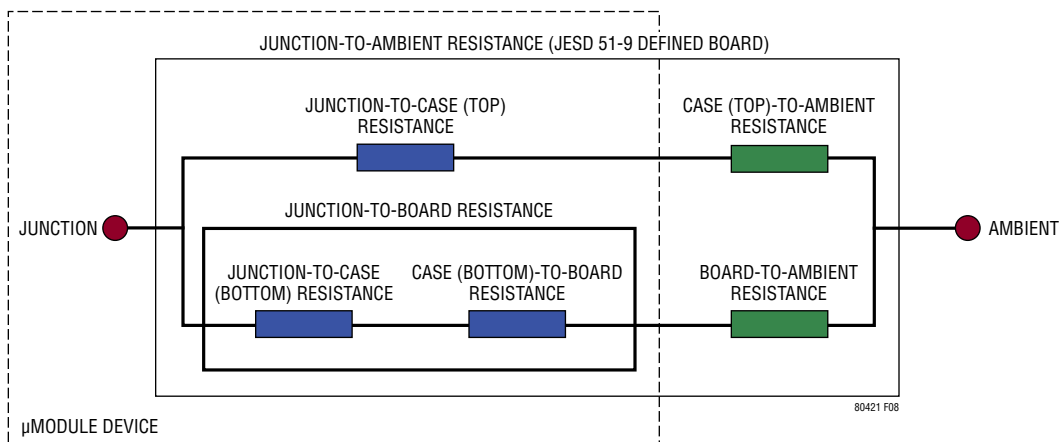 JUNCTION-TO-AMBIENT RESISTANCE (JESD 51-9 DEFINED BOARD)
JUNCTION-TO-CASE (TOP)
RESISTANCE
CASE (TOP)-TO-AMBIENT
RESISTANCE
JUNCTION-TO-BOARD RESISTANCE
JUNCTION
AMBIENT
JUNCTION-TO-CASE
(BOTTOM) RESISTANCE
CASE (BOTTOM)-TO-BOARD
RESISTANCE
BOARD-TO-AMBIENT
RESISTANCE
80421 F08
µMODULE DEVICE